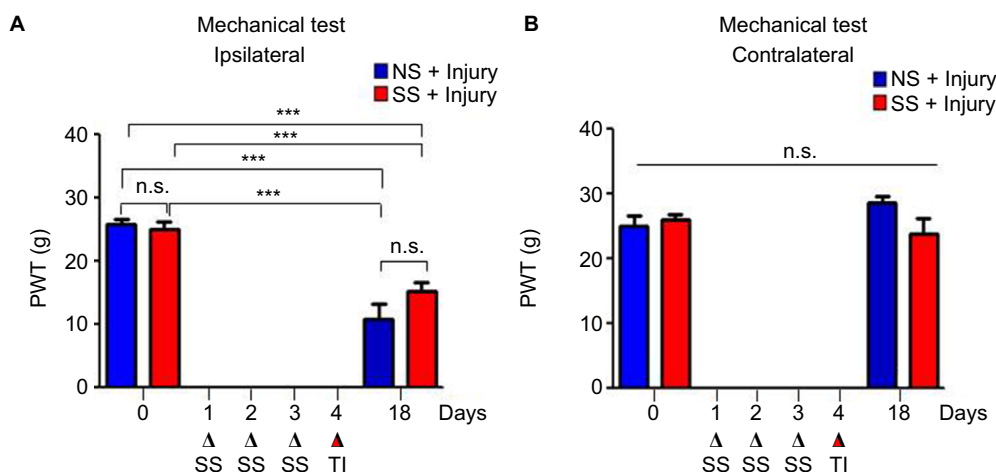 A
Mechanical test
Ipsilateral
NS + Injury
SS + Injury
***
***
***
n.s.
***
n.s.
PWT (g)
40
30
20
10
0
0 1 2 3 4 18 Days
SS SS SS TI
B
Mechanical test
Contralateral
NS + Injury
SS + Injury
n.s.
PWT (g)
40
30
20
10
0
0 1 2 3 4 18 Days
SS SS SS TI